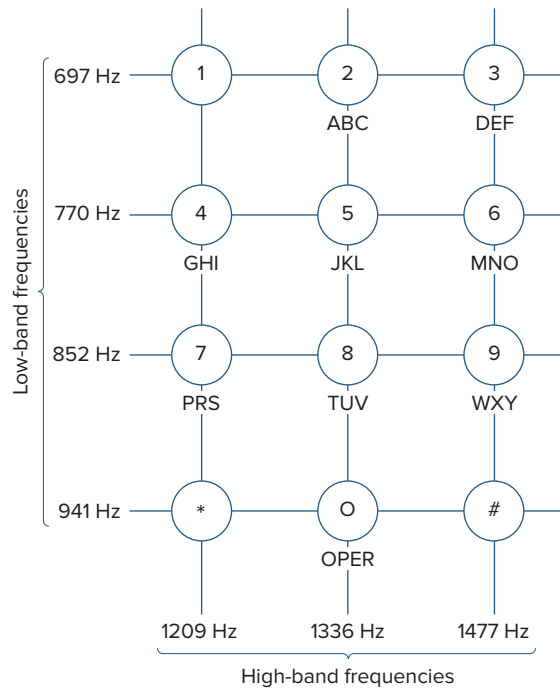 697 Hz 1 2 3
ABC DEF
770 Hz 4 5 6
GHI JKL MNO
852 Hz 7 8 9
PRS TUV WXY
941 Hz * O #
OPER
1209 Hz 1336 Hz 1477 Hz
High-band frequencies
Low-band frequencies